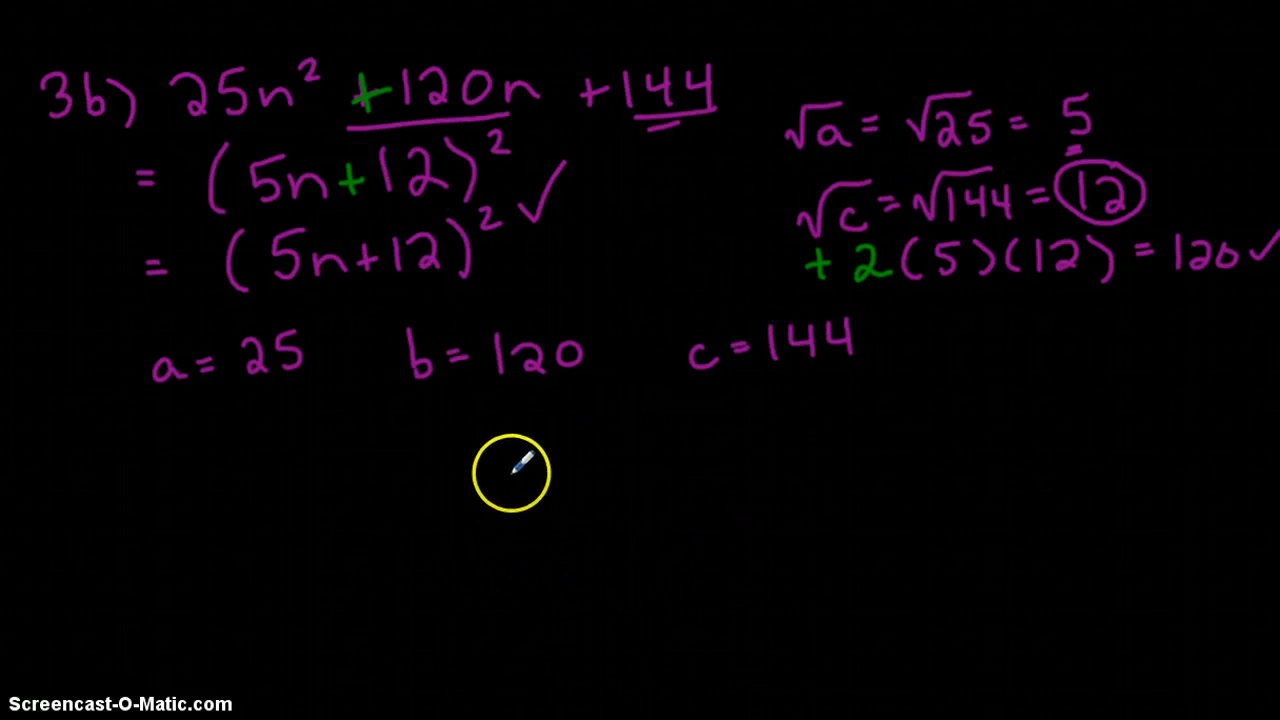 3b) 25n² +120n +144
= (5n+12)² ✓
= (5n+12)²
a = 25 b = 120 c = 144
√a = √25 = 5
√c = √144 = 12
+ 2(5)(12) = 120 ✓
Screencast-O-Matic.com